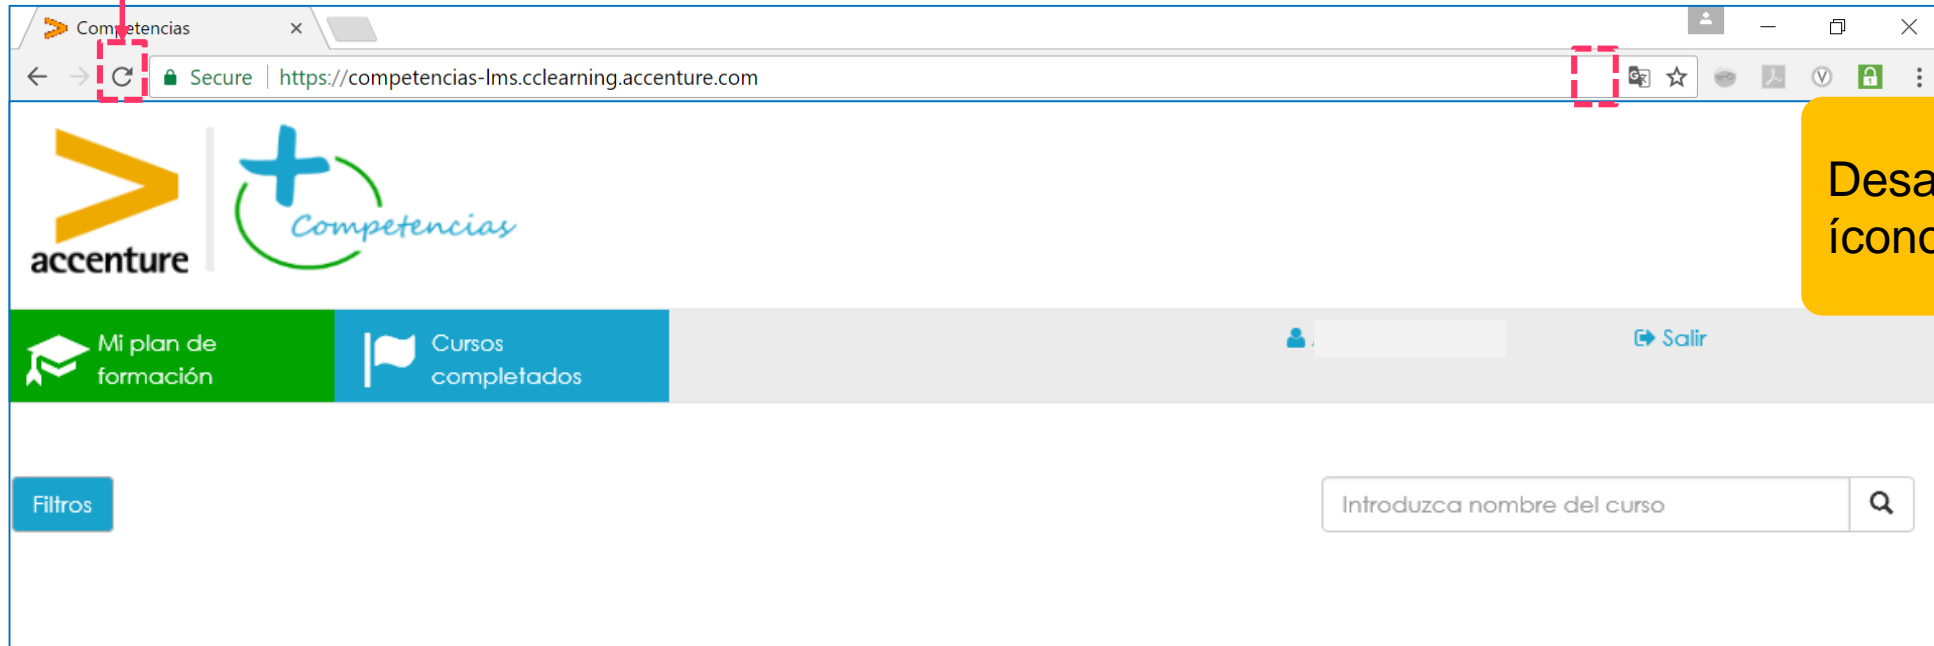 Competencias
Secure https://competencias-lms.cclearning.accenture.com
accenture
Competencias
Desa
ícono
Mi plan de
formación
Cursos
completados
Salir
Filtros
Introduzca nombre del curso